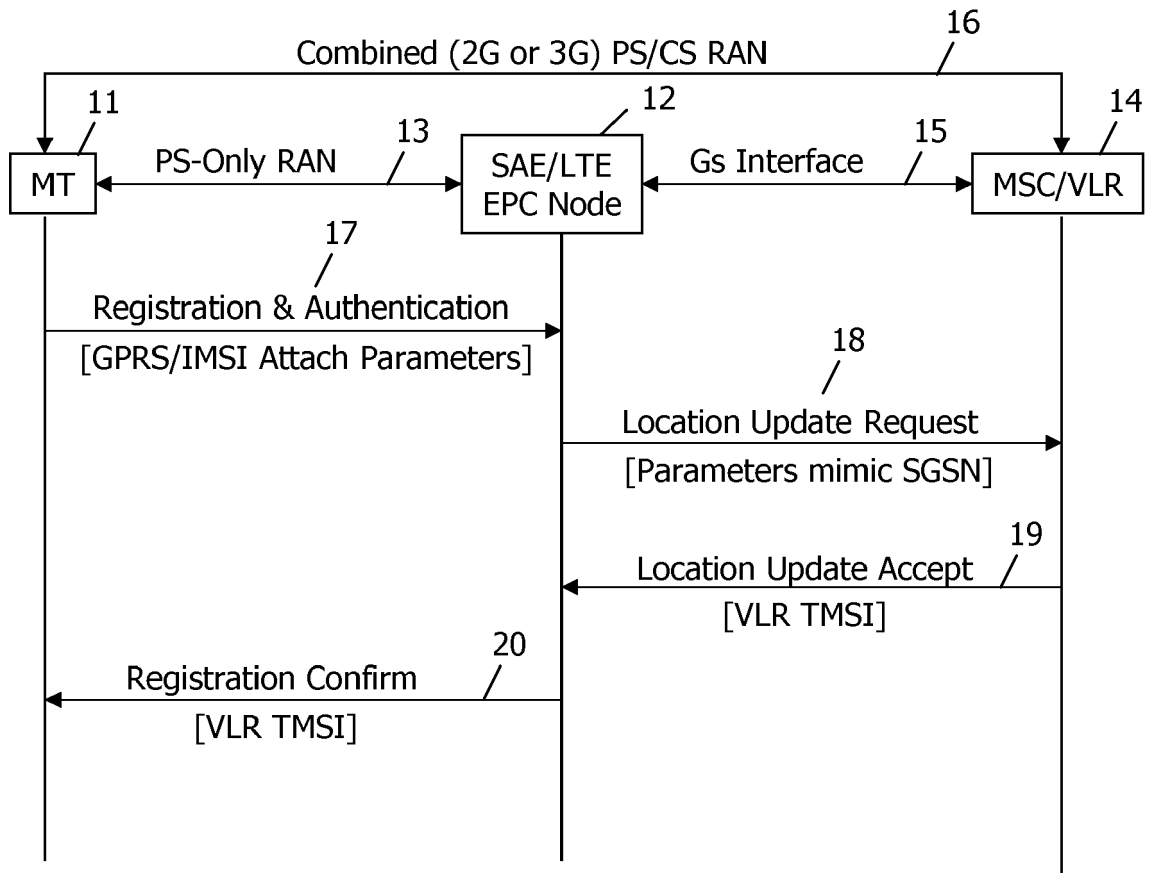 16
Combined (2G or 3G) PS/CS RAN
11
12
13
14
15
PS-Only RAN
Gs Interface
MT
SAE/LTE
EPC Node
MSC/VLR
17
Registration & Authentication
[GPRS/IMSI Attach Parameters]
18
Location Update Request
[Parameters mimic SGSN]
19
Location Update Accept
[VLR TMSI]
20
Registration Confirm
[VLR TMSI]